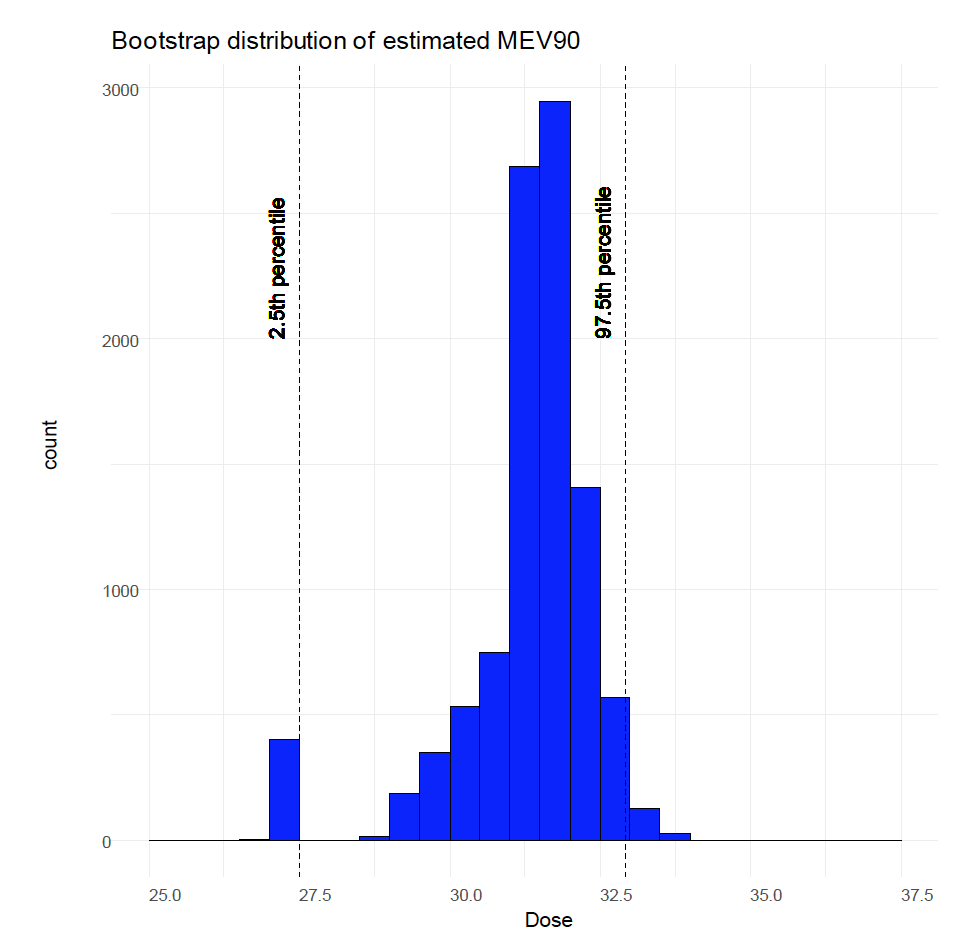 Bootstrap distribution of estimated MEV90
3000
2000
1000
0
count
2.5th percentile
97.5th percentile
25.0
27.5
30.0
32.5
35.0
37.5
Dose